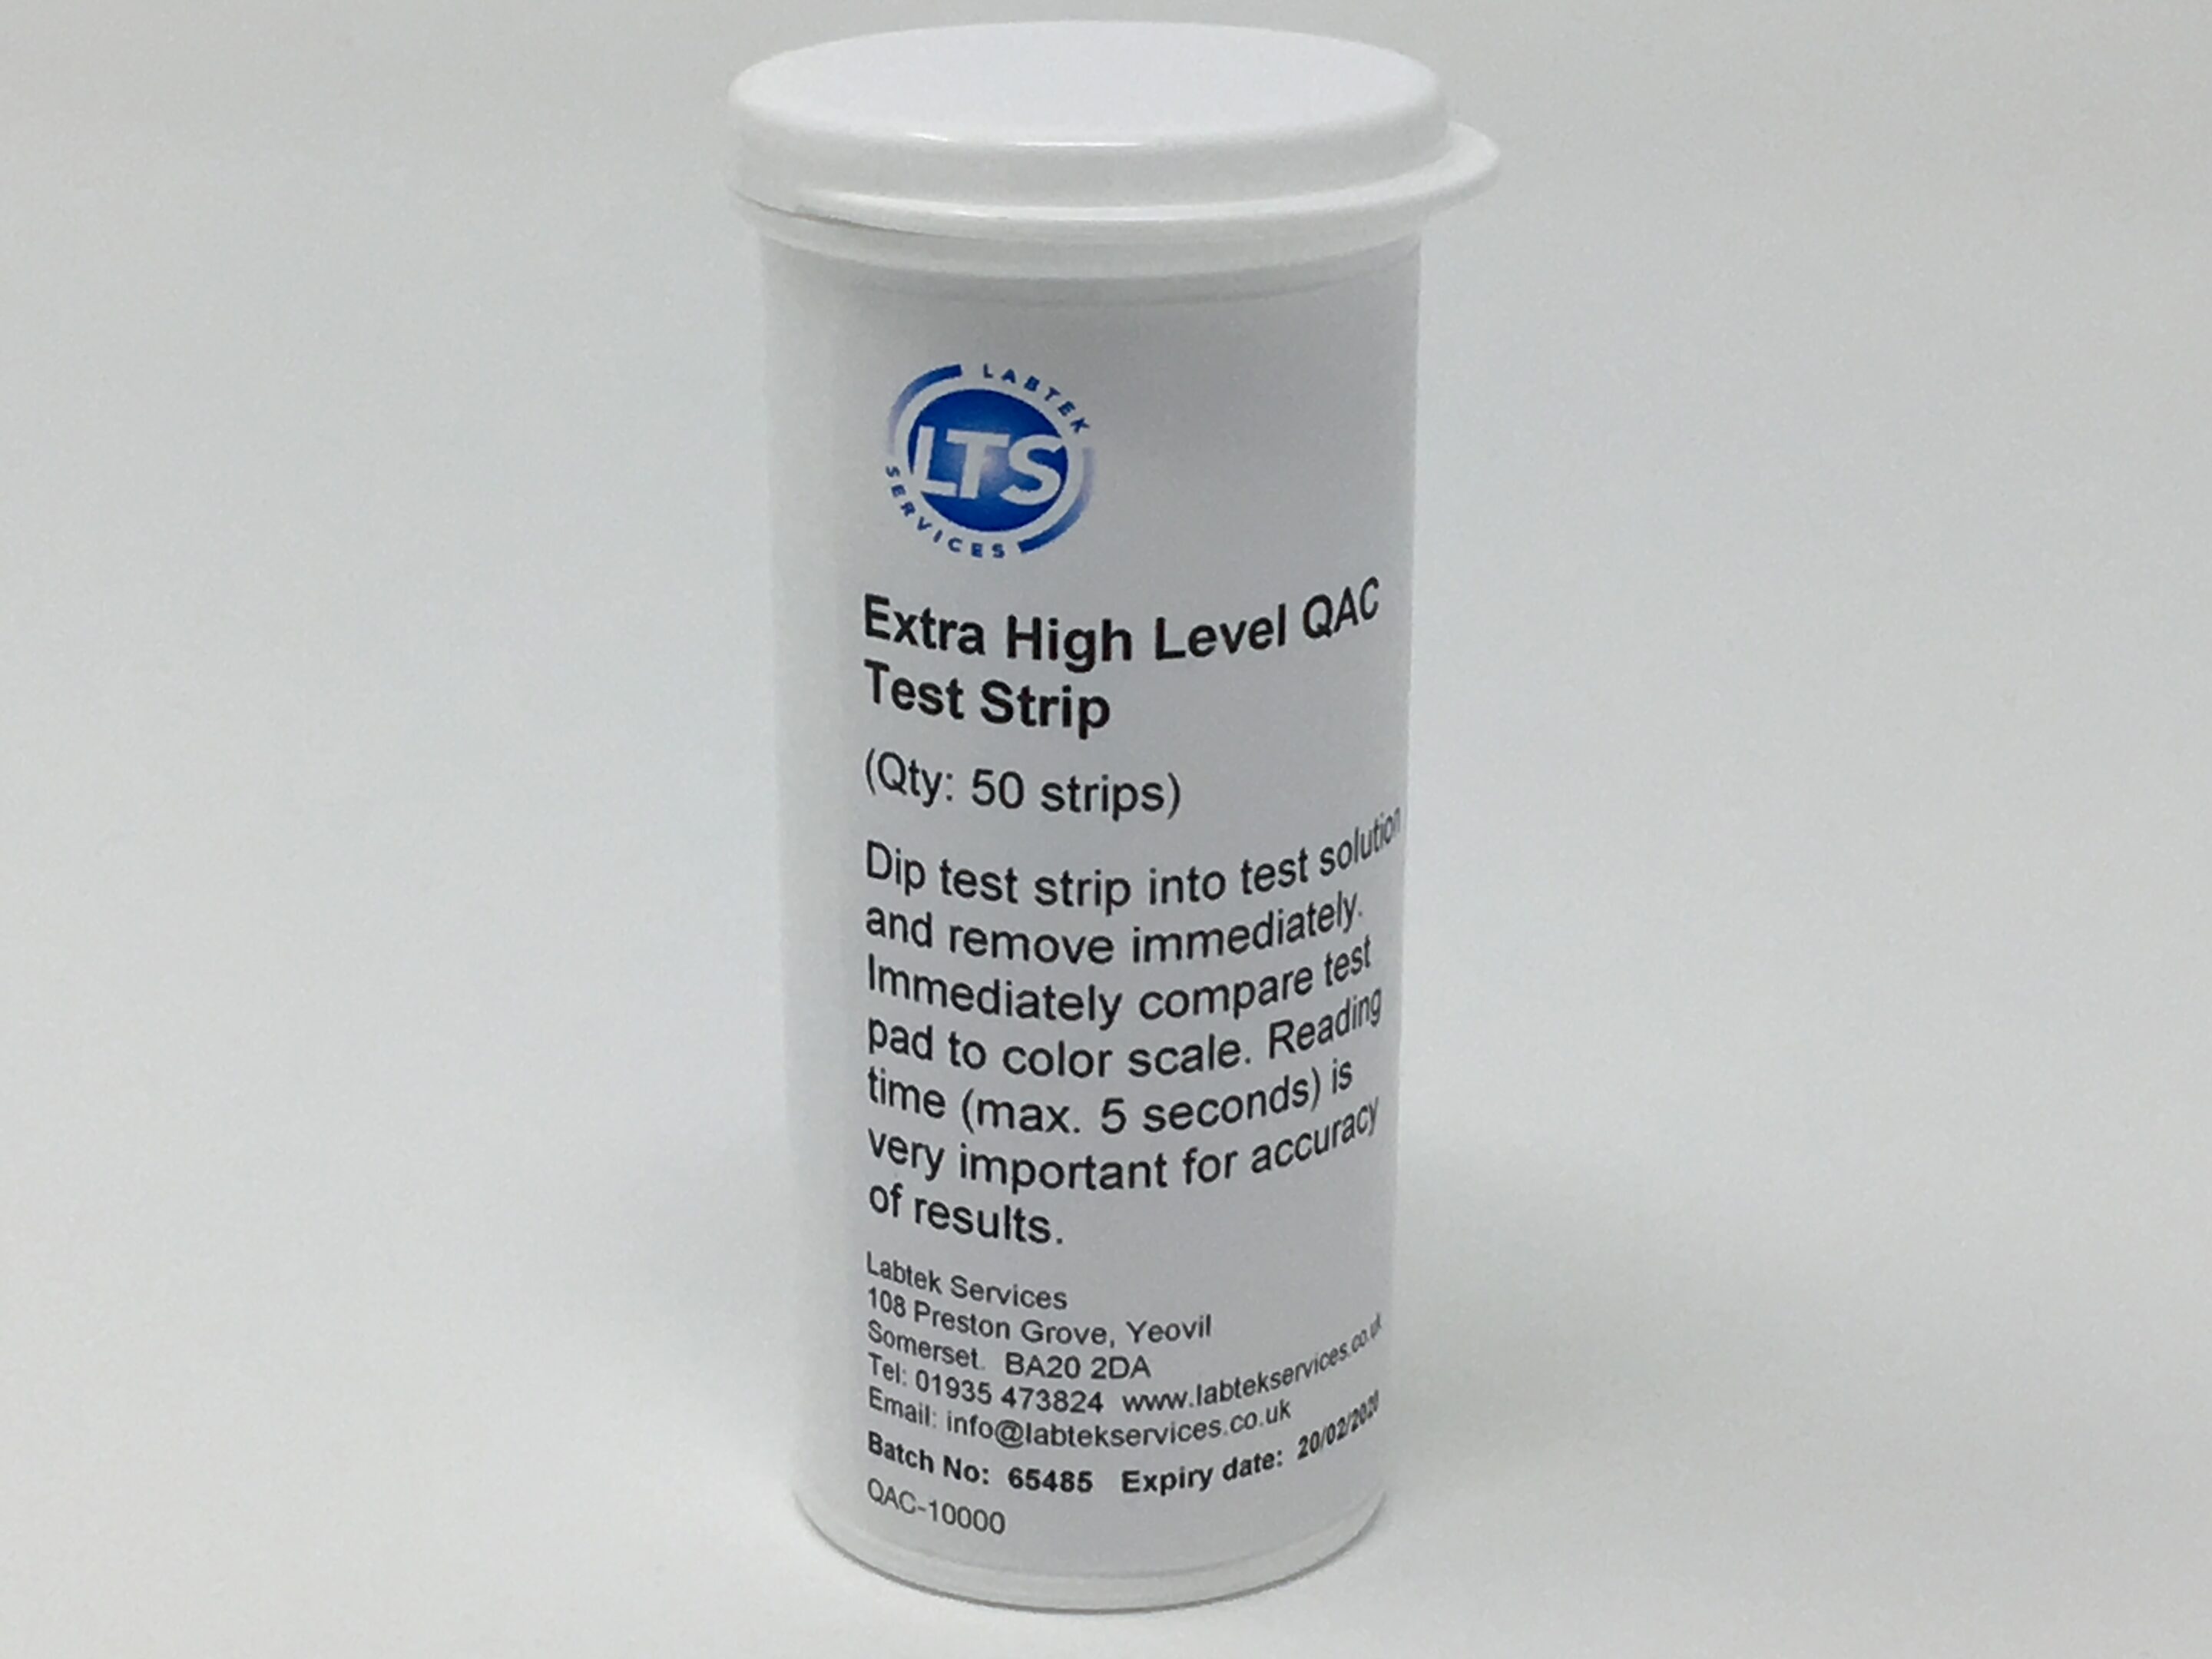 LABTEK
LTS
SERVICES
Extra High Level QAC
Test Strip
(Qty: 50 strips)
Dip test strip into test solution
and remove immediately.
Immediately compare test
pad to color scale. Reading
time (max. 5 seconds) is
very important for accuracy
of results.
Labtek Services
108 Preston Grove, Yeovil
Somerset. BA20 2DA
Tel: 01935 473824 www.labtekservices.co.uk
Email: info@labtekservices.co.uk
Batch No: 65485 Expiry date: 20/02/2020
QAC-10000